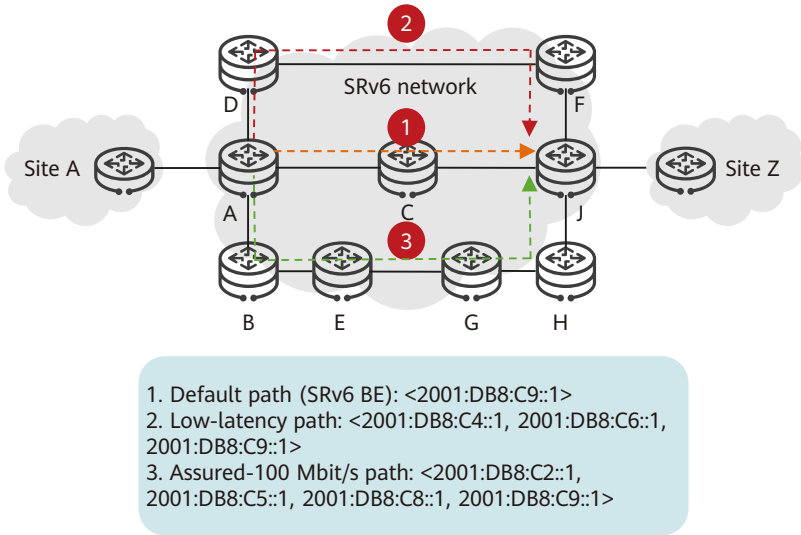 2
SRv6 network
D
F
1
Site A
Site Z
A
C
J
3
B
E
G
H
1. Default path (SRv6 BE): <2001:DB8:C9::1>
2. Low-latency path: <2001:DB8:C4::1, 2001:DB8:C6::1,
2001:DB8:C9::1>
3. Assured-100 Mbit/s path: <2001:DB8:C2::1,
2001:DB8:C5::1, 2001:DB8:C8::1, 2001:DB8:C9::1>